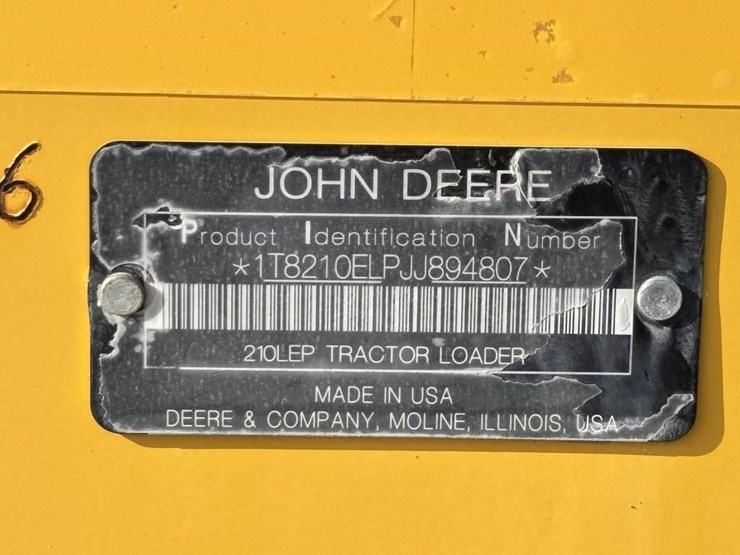 JOHN DEERE
Product Identification Number
*1T8210ELPJJ894807*
210LEP TRACTOR LOADER
MADE IN USA
DEERE & COMPANY, MOLINE, ILLINOIS, USA
6